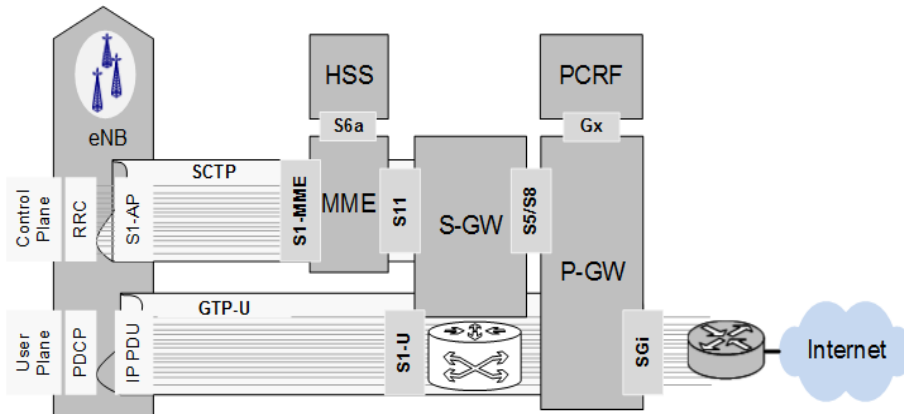 HSS
PCRF
eNB
S6a
Gx
SCTP
Control
Plane
RRC
S1-AP
S1-MME
MME
S11
S-GW
S5/S8
P-GW
GTP-U
User
Plane
PDCP
IP PDU
S1-U
SGi
Internet